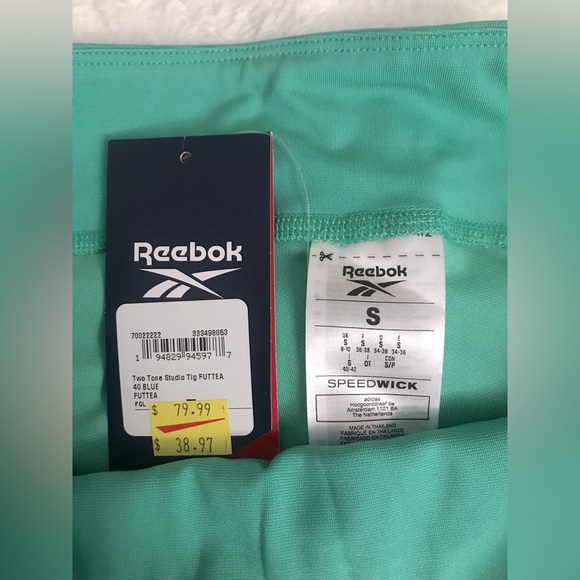 Reebok
70022222 333498053
1 94829 94597 7
Two Tone Studio Tig FUTTEA
40 BLUE
FUTTEA
FGL
$ 79.99
$ 38.97
Reebok
S
UK F D E
S S S S
8-10 36-38 34-36 34-36
I J CDN
S OT S/P
40-42
SPEEDWICK
adidas
Hoogoorddreef 9a
Amsterdam 1101 BA
The Netherlands
MADE IN THAILAND
FABRIQUÉ EN THAILANDE
FABRICADO EN